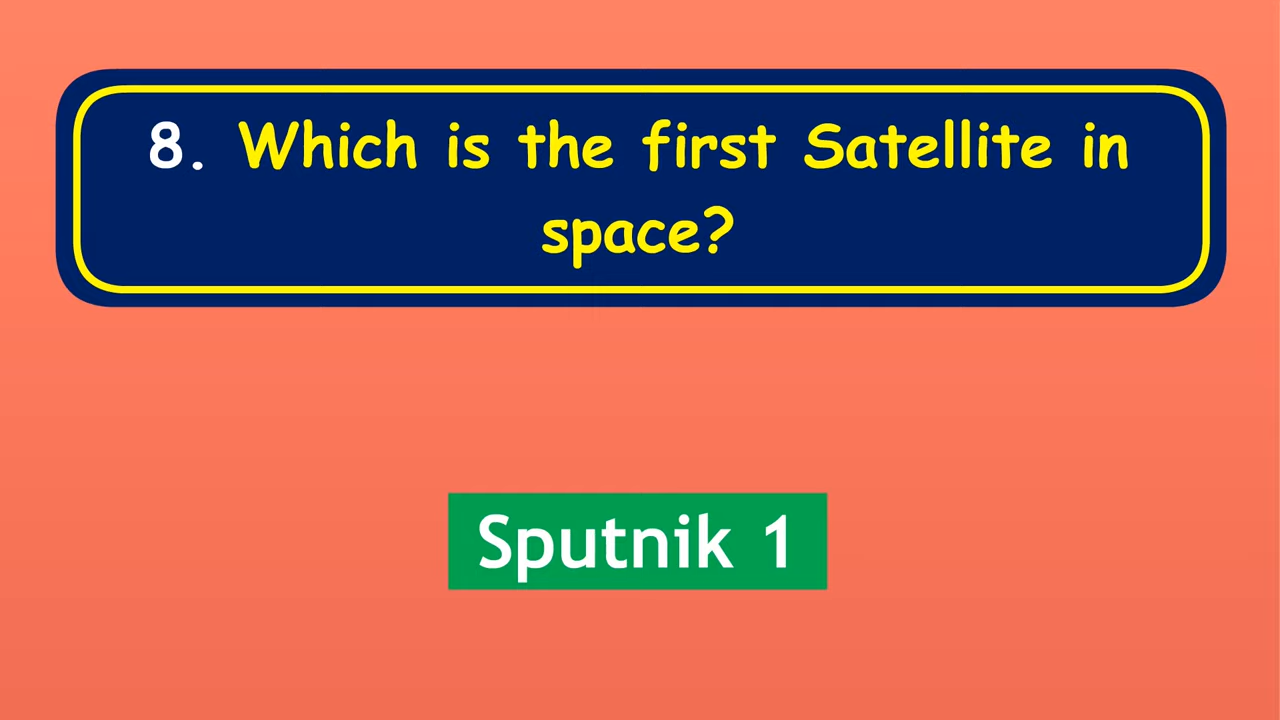 8. Which is the first Satellite in
space?
Sputnik 1